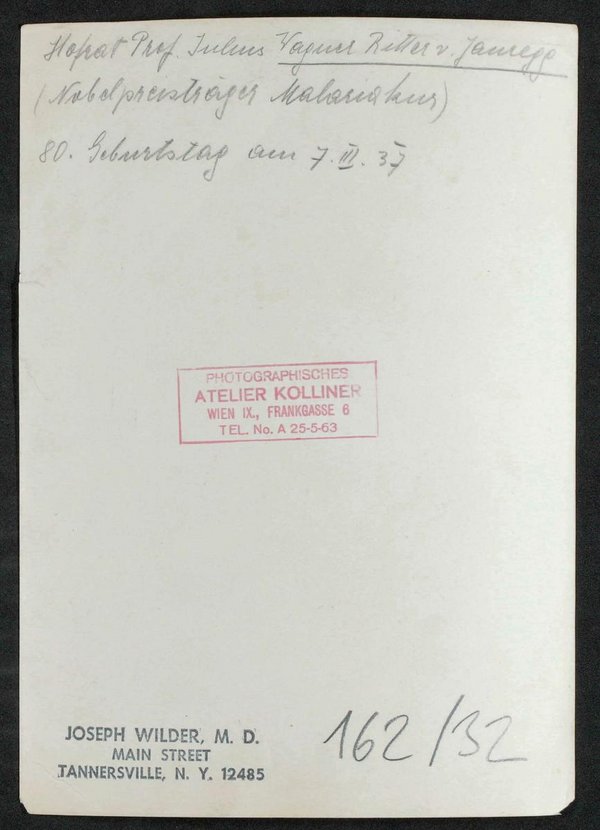 Hofrat Prof. Julius Wagner Ritter v. Jauregg
(Nobelpreisträger Malariakur)
80. Geburtstag am 7. III. 37
PHOTOGRAPHISCHES
ATELIER KOLLINER
WIEN IX., FRANKGASSE 6
TEL. No. A 25-5-63
JOSEPH WILDER, M. D.
MAIN STREET
TANNERSVILLE, N. Y. 12485
162/32